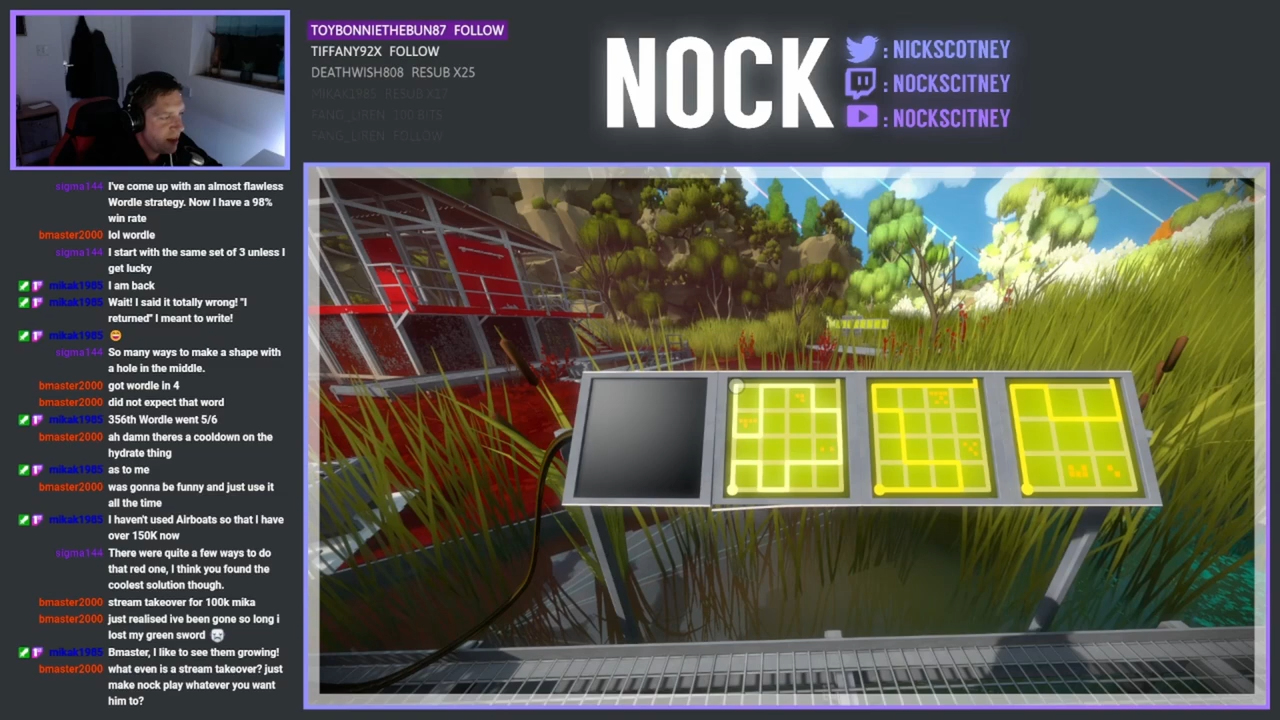 TOYBONNIETHEBUN87 FOLLOW
TIFFANY92X FOLLOW
DEATHWISH808 RESUB X25
MIKAK1985 RESUB X17
FANG_LIREN 100 BITS
FANG_LIREN FOLLOW
NOCK
: NICKSCOTNEY
: NOCKSCITNEY
: NOCKSCITNEY
sigma144 I've come up with an almost flawless
Wordle strategy. Now I have a 98%
win rate
bmaster2000 lol wordle
sigma144 I start with the same set of 3 unless I
get lucky
mikak1985 I am back
mikak1985 Wait! I said it totally wrong! "I
returned" I meant to write!
mikak1985 😄
sigma144 So many ways to make a shape with
a hole in the middle.
bmaster2000 got wordle in 4
bmaster2000 did not expect that word
mikak1985 356th Wordle went 5/6
bmaster2000 ah damn theres a cooldown on the
hydrate thing
mikak1985 as to me
bmaster2000 was gonna be funny and just use it
all the time
mikak1985 I haven't used Airboats so that I have
over 150K now
sigma144 There were quite a few ways to do
that red one, I think you found the
coolest solution though.
bmaster2000 stream takeover for 100k mika
bmaster2000 just realised ive been gone so long i
lost my green sword
mikak1985 Bmaster, I like to see them growing!
bmaster2000 what even is a stream takeover? just
make nock play whatever you want
him to?